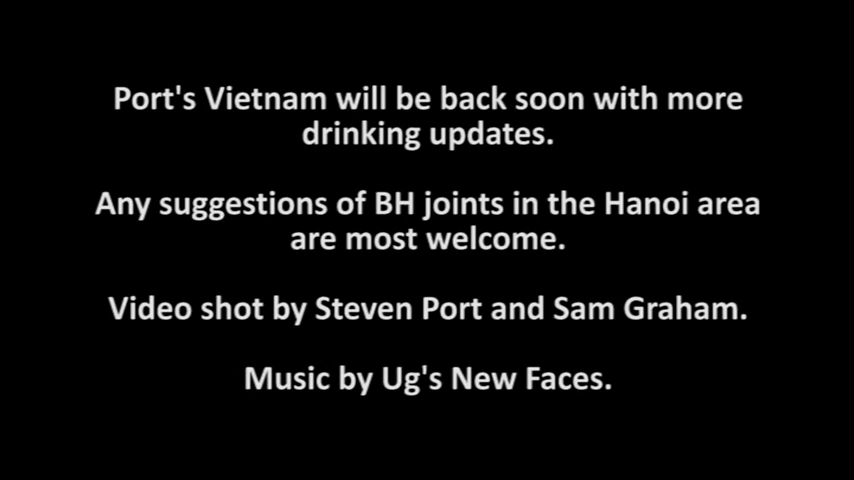 Port's Vietnam will be back soon with more
drinking updates.
Any suggestions of BH joints in the Hanoi area
are most welcome.
Video shot by Steven Port and Sam Graham.
Music by Ug's New Faces.